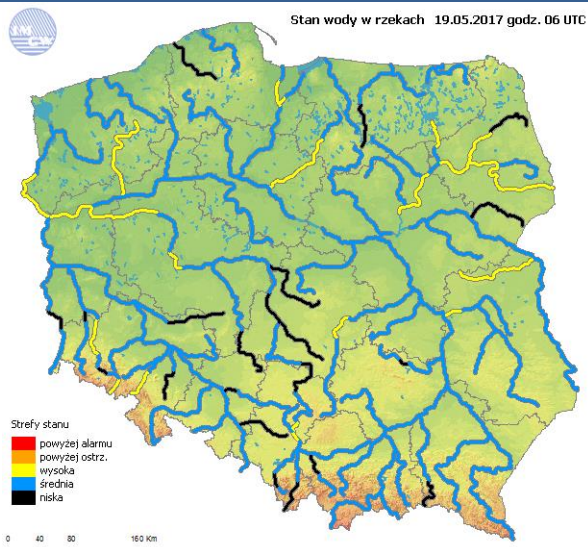 Stan wody w rzekach 19.05.2017 godz. 06 UTC
Strefy stanu
powyżej alarmu
powyżej ostrz.
wysoka
średnia
niska
0 40 80 160 Km